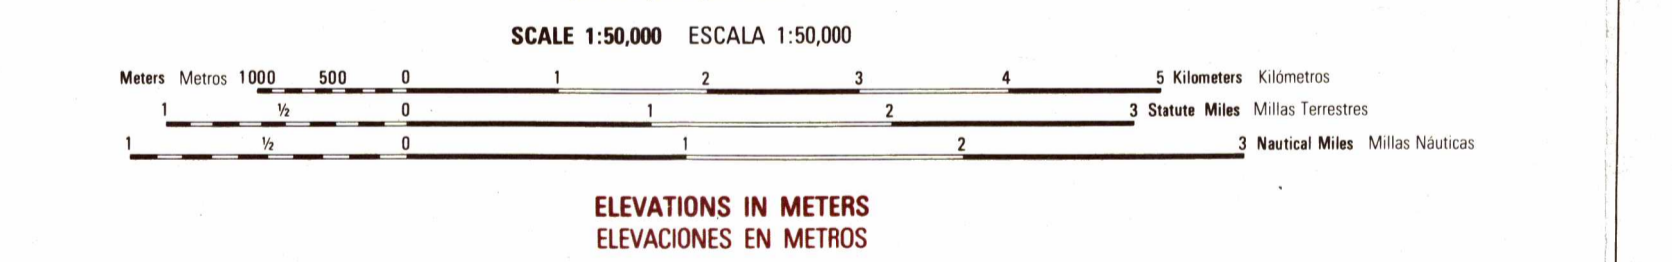 SCALE 1:50,000 ESCALA 1:50,000
Meters Metros 1000 500 0 1 2 3 4 5 Kilometers Kilómetros
1 ½ 0 1 2 3 Statute Miles Millas Terrestres
1 ½ 0 1 2 3 Nautical Miles Millas Náuticas
ELEVATIONS IN METERS
ELEVACIONES EN METROS